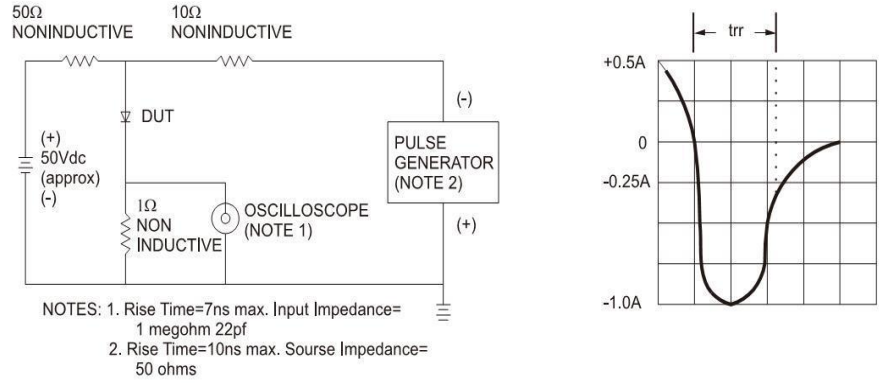 50Ω
NONINDUCTIVE
10Ω
NONINDUCTIVE
DUT
(+)
50Vdc
(approx)
(-)
1Ω
NON
INDUCTIVE
OSCILLOSCOPE
(NOTE 1)
(-)
PULSE
GENERATOR
(NOTE 2)
(+)
NOTES: 1. Rise Time=7ns max. Input Impedance=
1 megohm 22pf
2. Rise Time=10ns max. Sourse Impedance=
50 ohms
trr
+0.5A
0
-0.25A
-1.0A